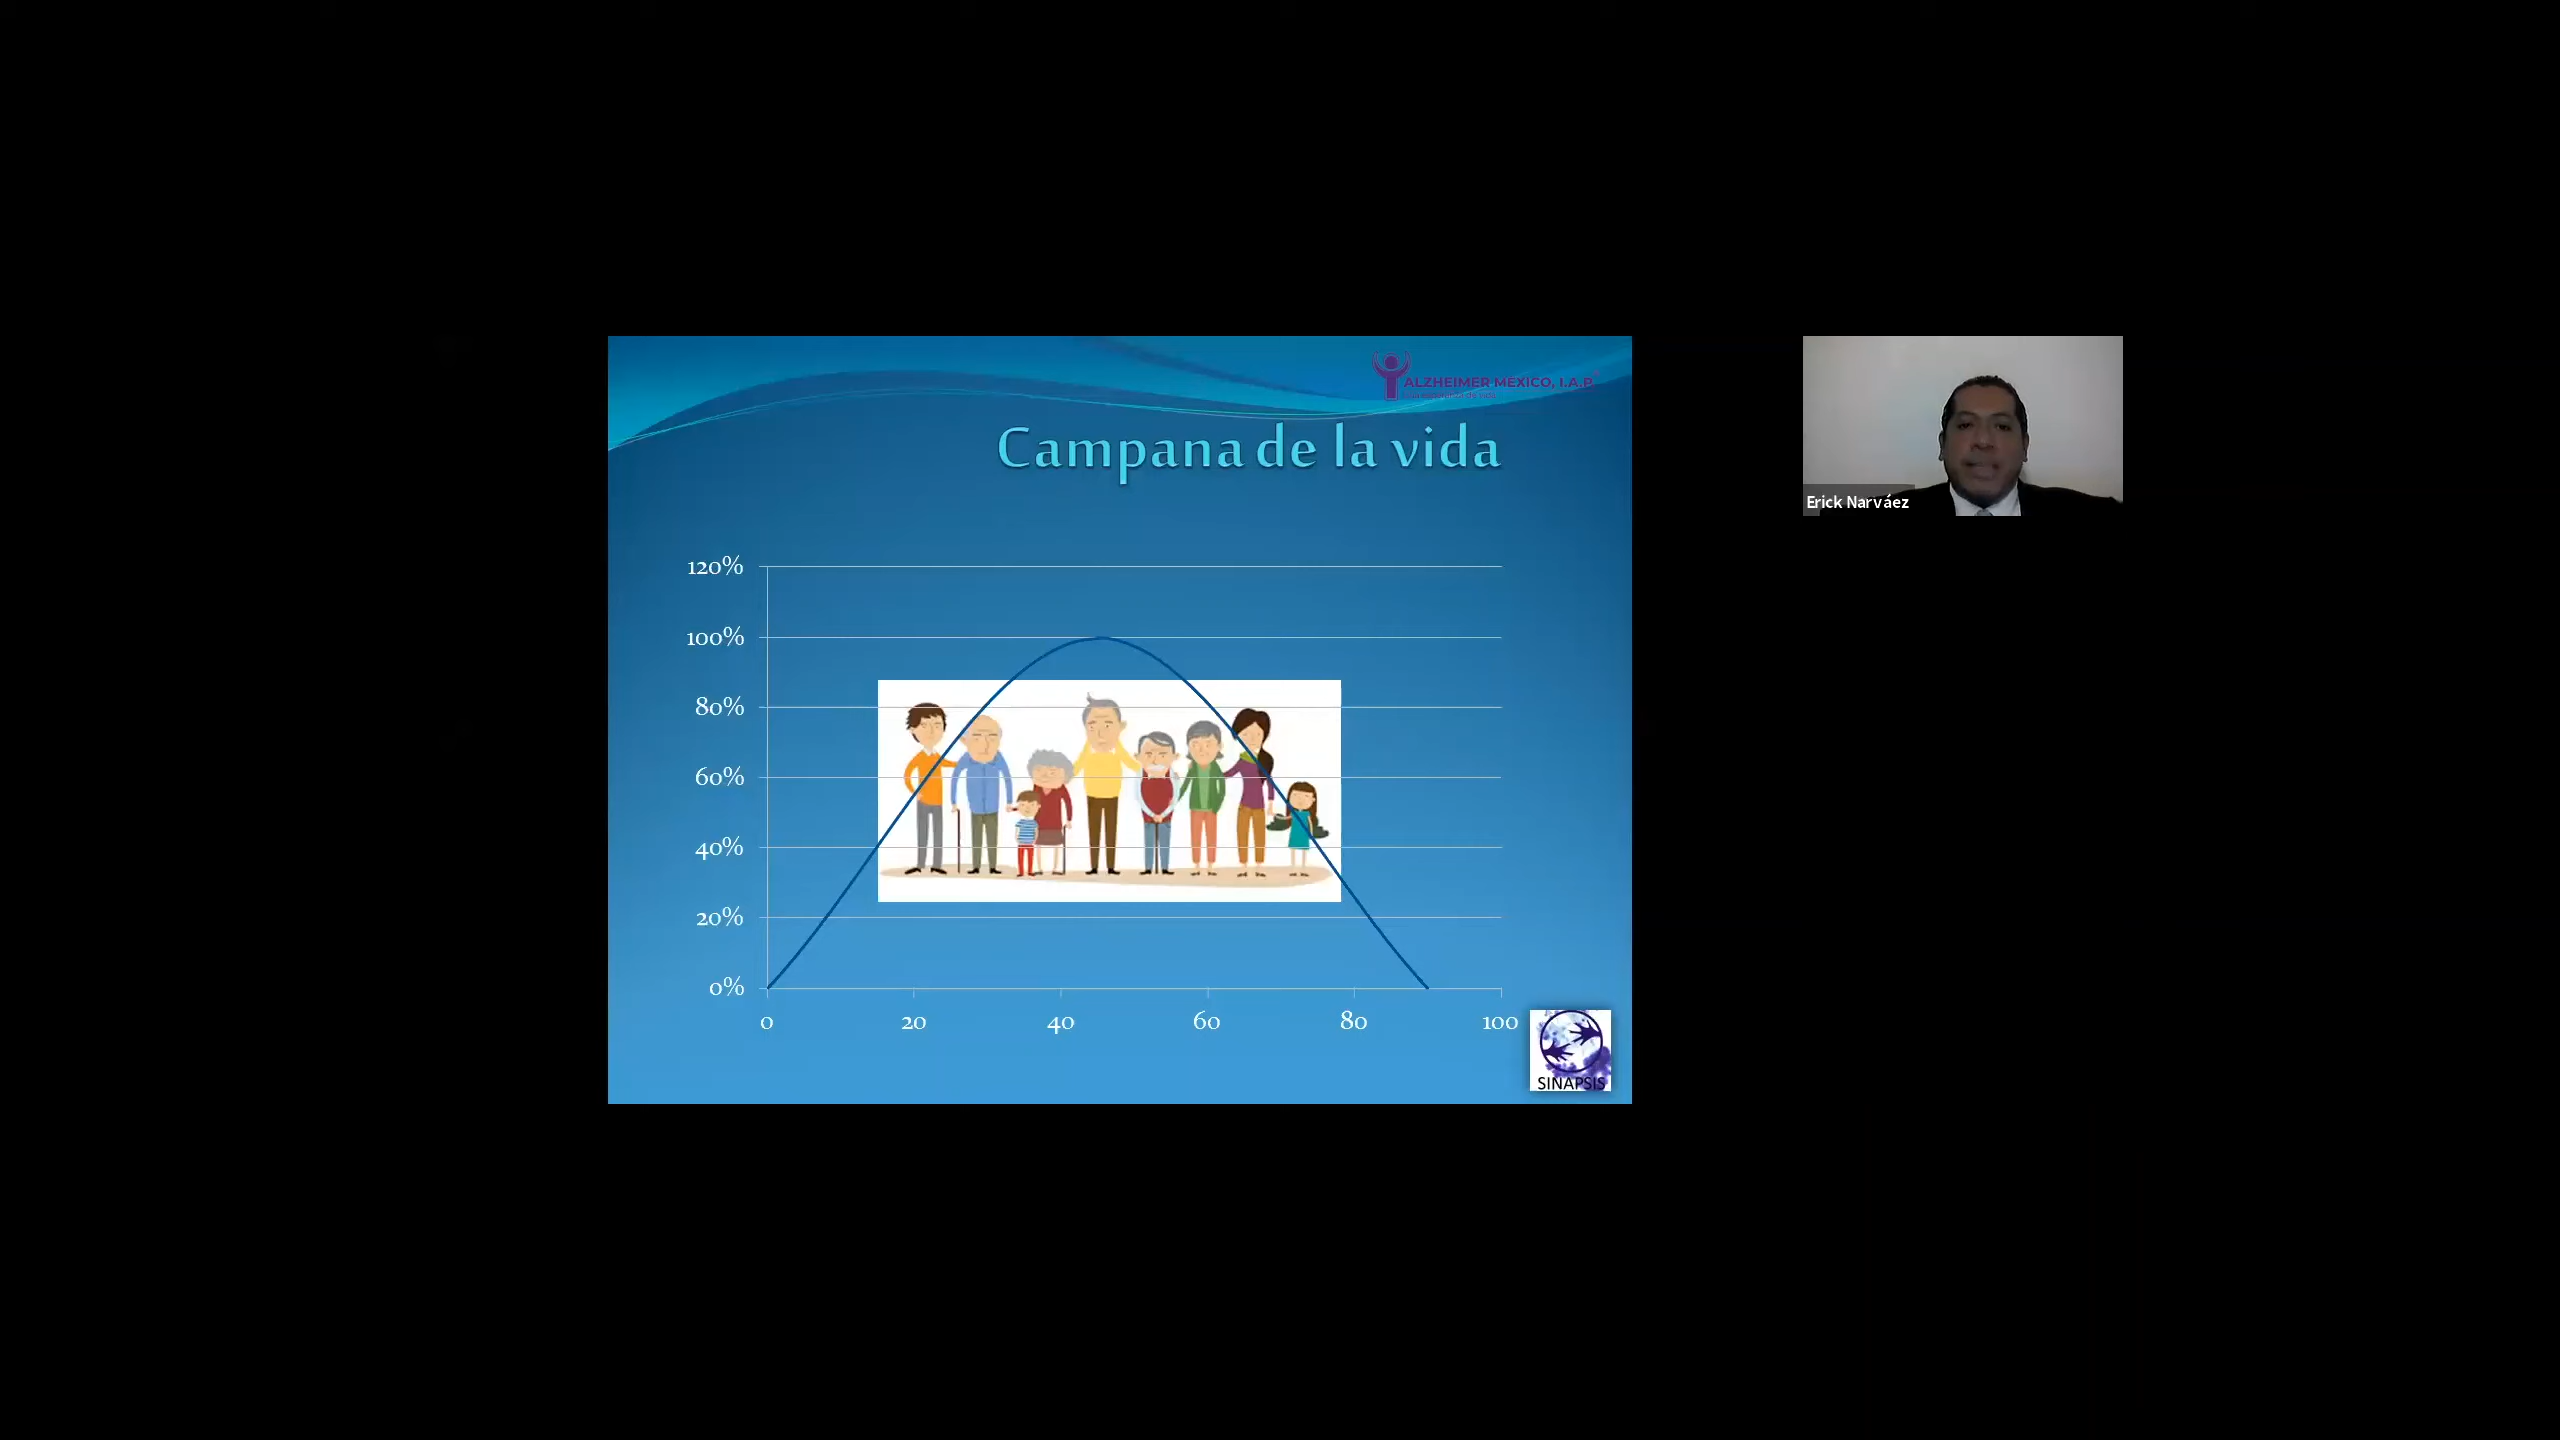 ALZHEIMER MÉXICO, I.A.P.
Campana de la vida
120%
100%
80%
60%
40%
20%
0%
0 20 40 60 80 100
SINAPSIS
Erick Narváez